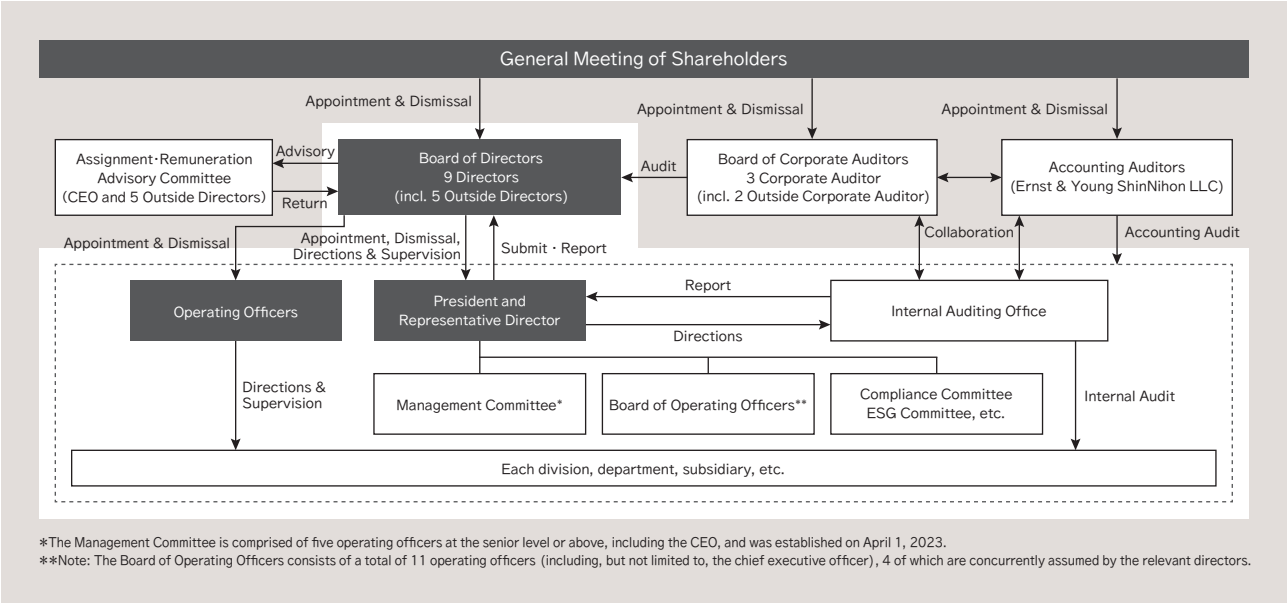 General Meeting of Shareholders
Appointment & Dismissal
Appointment & Dismissal
Appointment & Dismissal
Assignment・Remuneration
Advisory Committee
(CEO and 5 Outside Directors)
Advisory
Return
Board of Directors
9 Directors
(incl. 5 Outside Directors)
Audit
Board of Corporate Auditors
3 Corporate Auditor
(incl. 2 Outside Corporate Auditor)
Accounting Auditors
(Ernst & Young ShinNihon LLC)
Appointment & Dismissal
Appointment, Dismissal,
Directions & Supervision
Submit・Report
Collaboration
Accounting Audit
Operating Officers
President and
Representative Director
Report
Directions
Internal Auditing Office
Directions &
Supervision
Management Committee*
Board of Operating Officers**
Compliance Committee
ESG Committee, etc.
Internal Audit
Each division, department, subsidiary, etc.
*The Management Committee is comprised of five operating officers at the senior level or above, including the CEO, and was established on April 1, 2023.
**Note: The Board of Operating Officers consists of a total of 11 operating officers (including, but not limited to, the chief executive officer), 4 of which are concurrently assumed by the relevant directors.